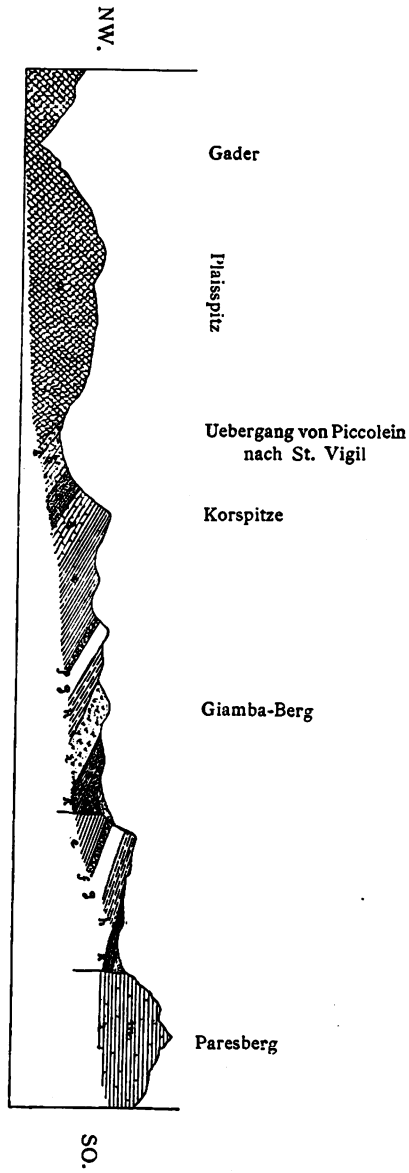 NW.
Gader
Plaisspitz
Uebergang von Piccolein
nach St. Vigil
Korspitze
Giamba-Berg
Paresberg
SO.
f
g
h
k
e
f
g
h
k
m